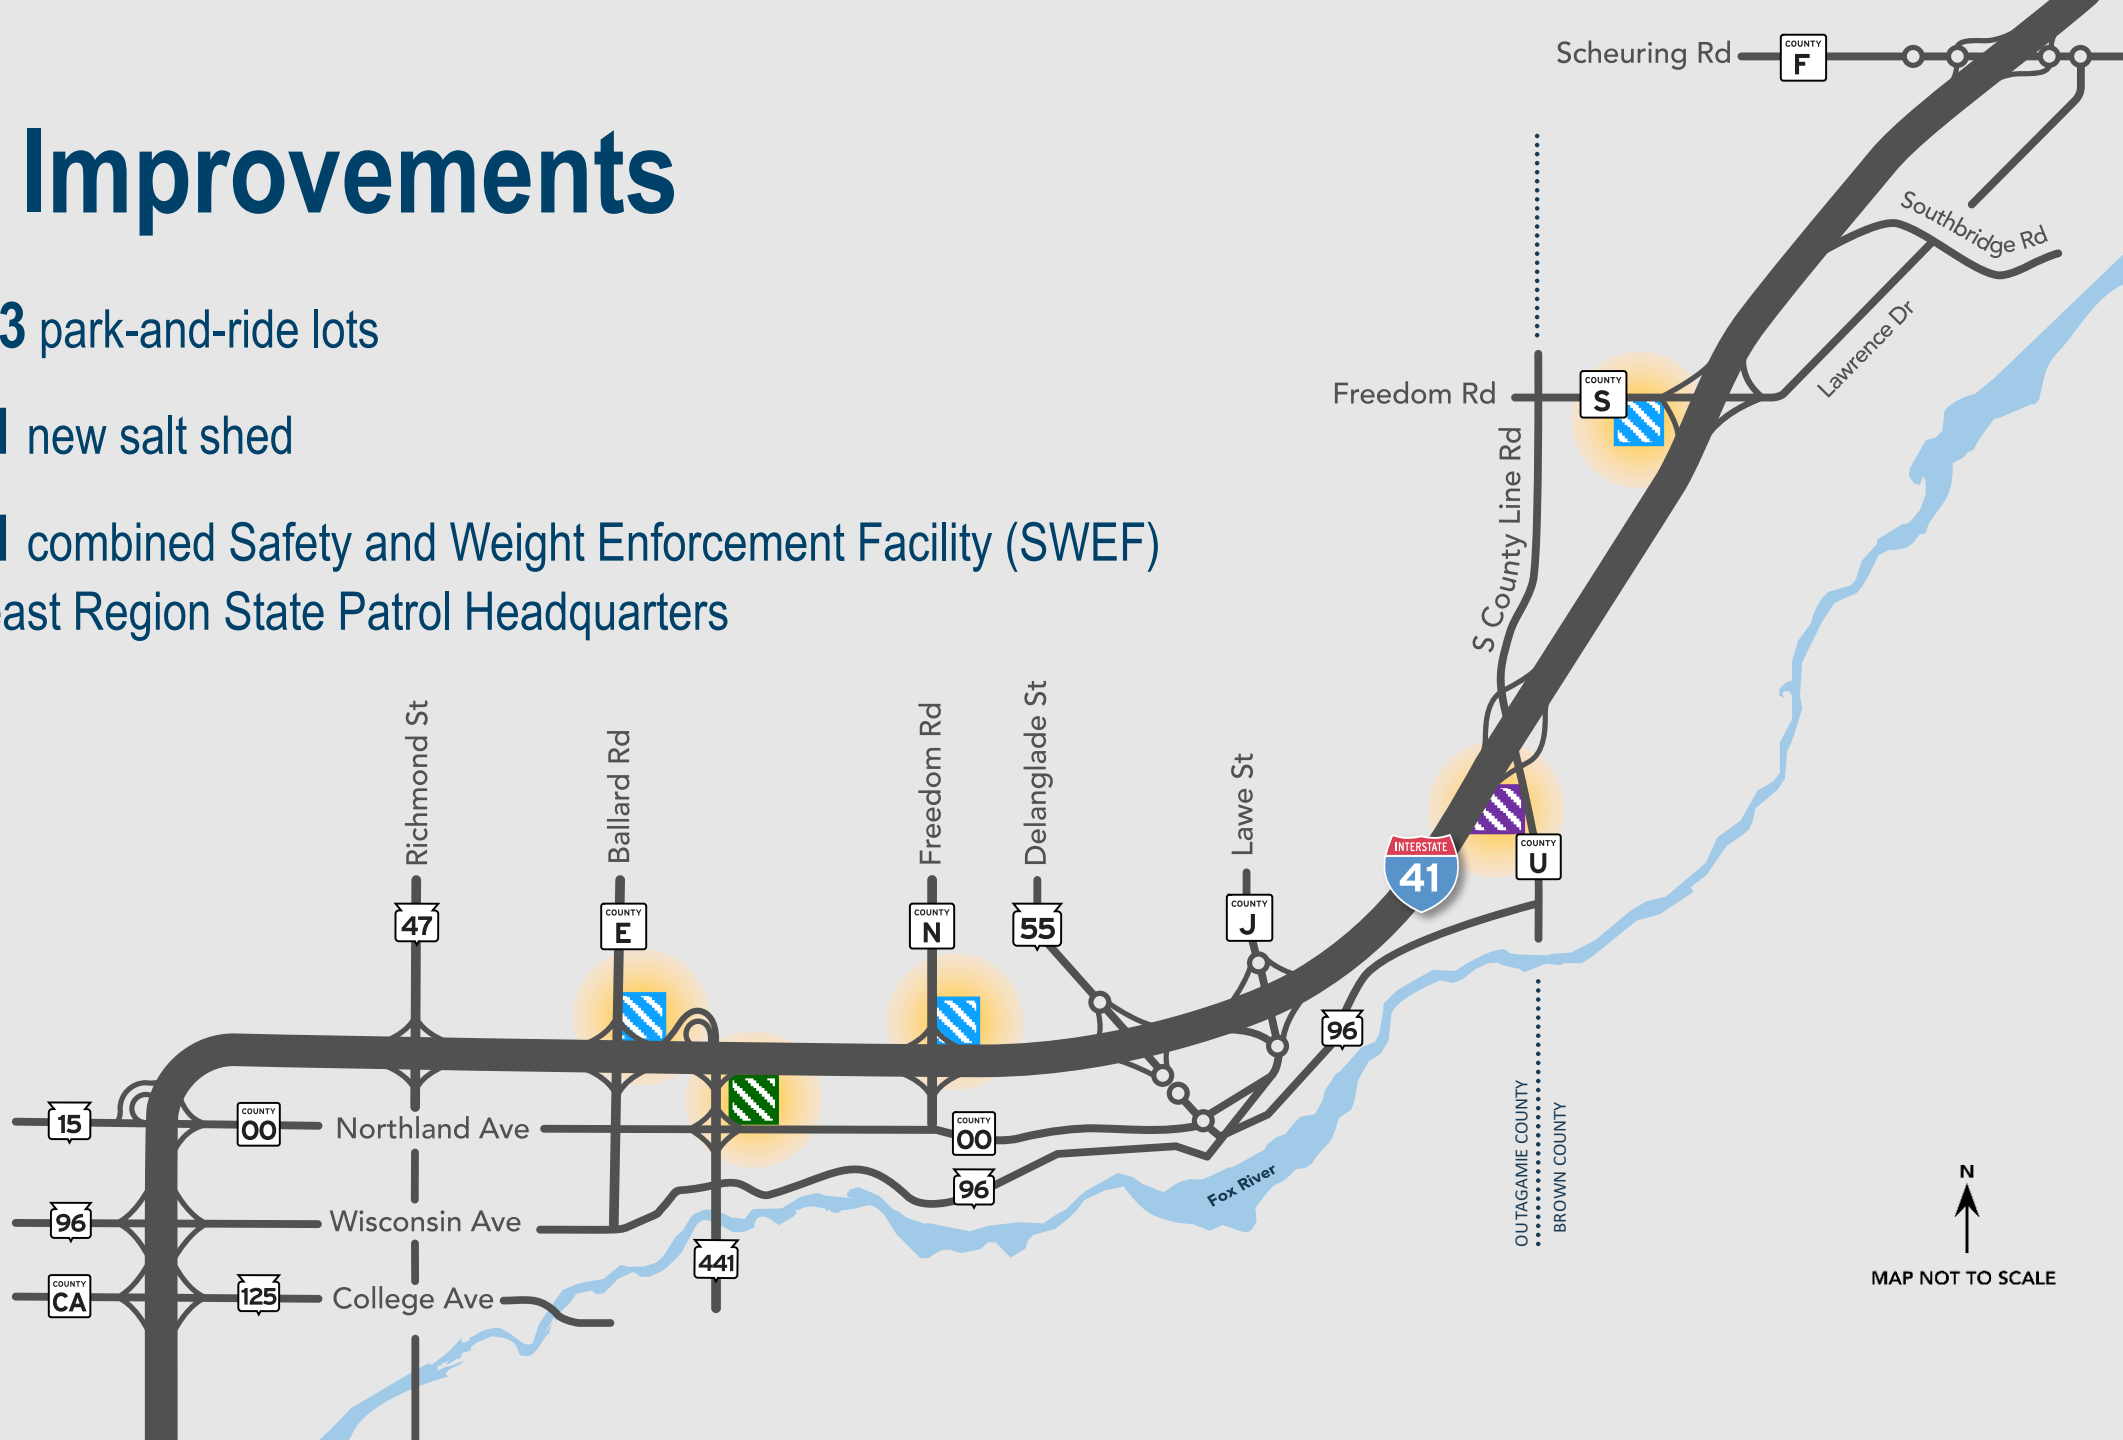 Improvements
3 park-and-ride lots
new salt shed
combined Safety and Weight Enforcement Facility (SWEF)
east Region State Patrol Headquarters
Scheuring Rd
COUNTY
F
Southbridge Rd
Lawrence Dr
Freedom Rd
COUNTY
S
S County Line Rd
Richmond St
Ballard Rd
Freedom Rd
Delanglade St
Lawe St
INTERSTATE
41
COUNTY
U
47
COUNTY
E
COUNTY
N
55
COUNTY
J
96
15
COUNTY
OO
Northland Ave
COUNTY
OO
96
Wisconsin Ave
96
Fox River
OUTAGAMIE COUNTY
BROWN COUNTY
441
COUNTY
CA
125
College Ave
N
MAP NOT TO SCALE